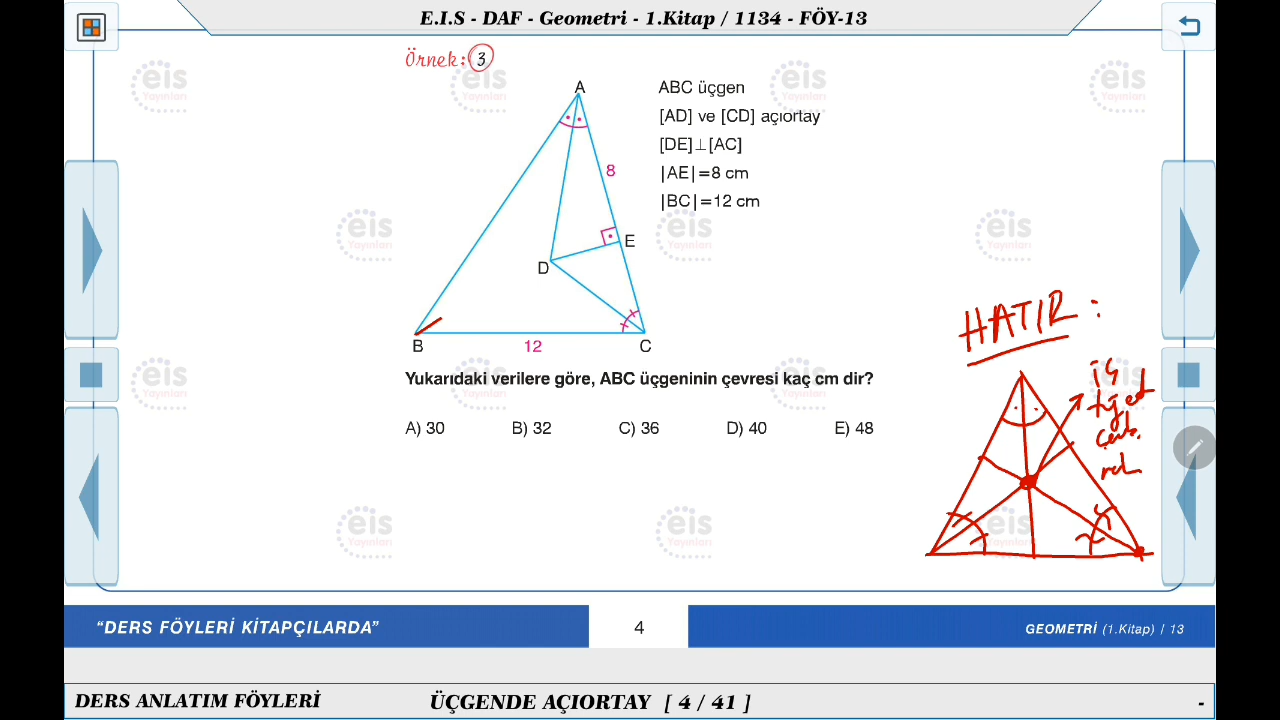 E.I.S - DAF - Geometri - 1.Kitap / 1134 - FÖY-13
Örnek: 3
eis Yayınları
A
8
E
D
B
12
C
ABC üçgen
[AD] ve [CD] açıortay
[DE]⊥[AC]
|AE|=8 cm
|BC|=12 cm
Yukarıdaki verilere göre, ABC üçgeninin çevresi kaç cm dir?
A) 30 B) 32 C) 36 D) 40 E) 48
HATIR:
iç
teğet
"DERS FÖYLERİ KİTAPÇILARDA"
4
GEOMETRİ (1.Kitap) / 13
DERS ANLATIM FÖYLERİ
ÜÇGENDE AÇIORTAY [ 4 / 41 ]
-